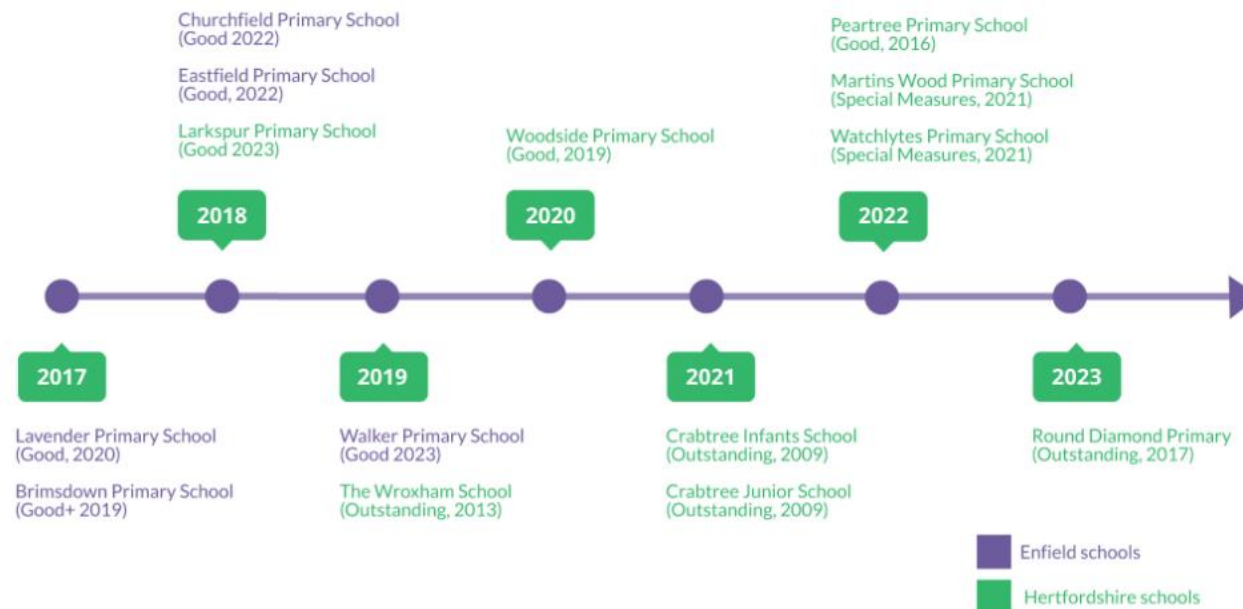 Churchfield Primary School
(Good 2022)
Eastfield Primary School
(Good, 2022)
Larkspur Primary School
(Good 2023)
Woodside Primary School
(Good, 2019)
Peartree Primary School
(Good, 2016)
Martins Wood Primary School
(Special Measures, 2021)
Watchlytes Primary School
(Special Measures, 2021)
2018
2020
2022
2017
2019
2021
2023
Lavender Primary School
(Good, 2020)
Brimsdown Primary School
(Good+ 2019)
Walker Primary School
(Good 2023)
The Wroxham School
(Outstanding, 2013)
Crabtree Infants School
(Outstanding, 2009)
Crabtree Junior School
(Outstanding, 2009)
Round Diamond Primary
(Outstanding, 2017)
Enfield schools
Hertfordshire schools